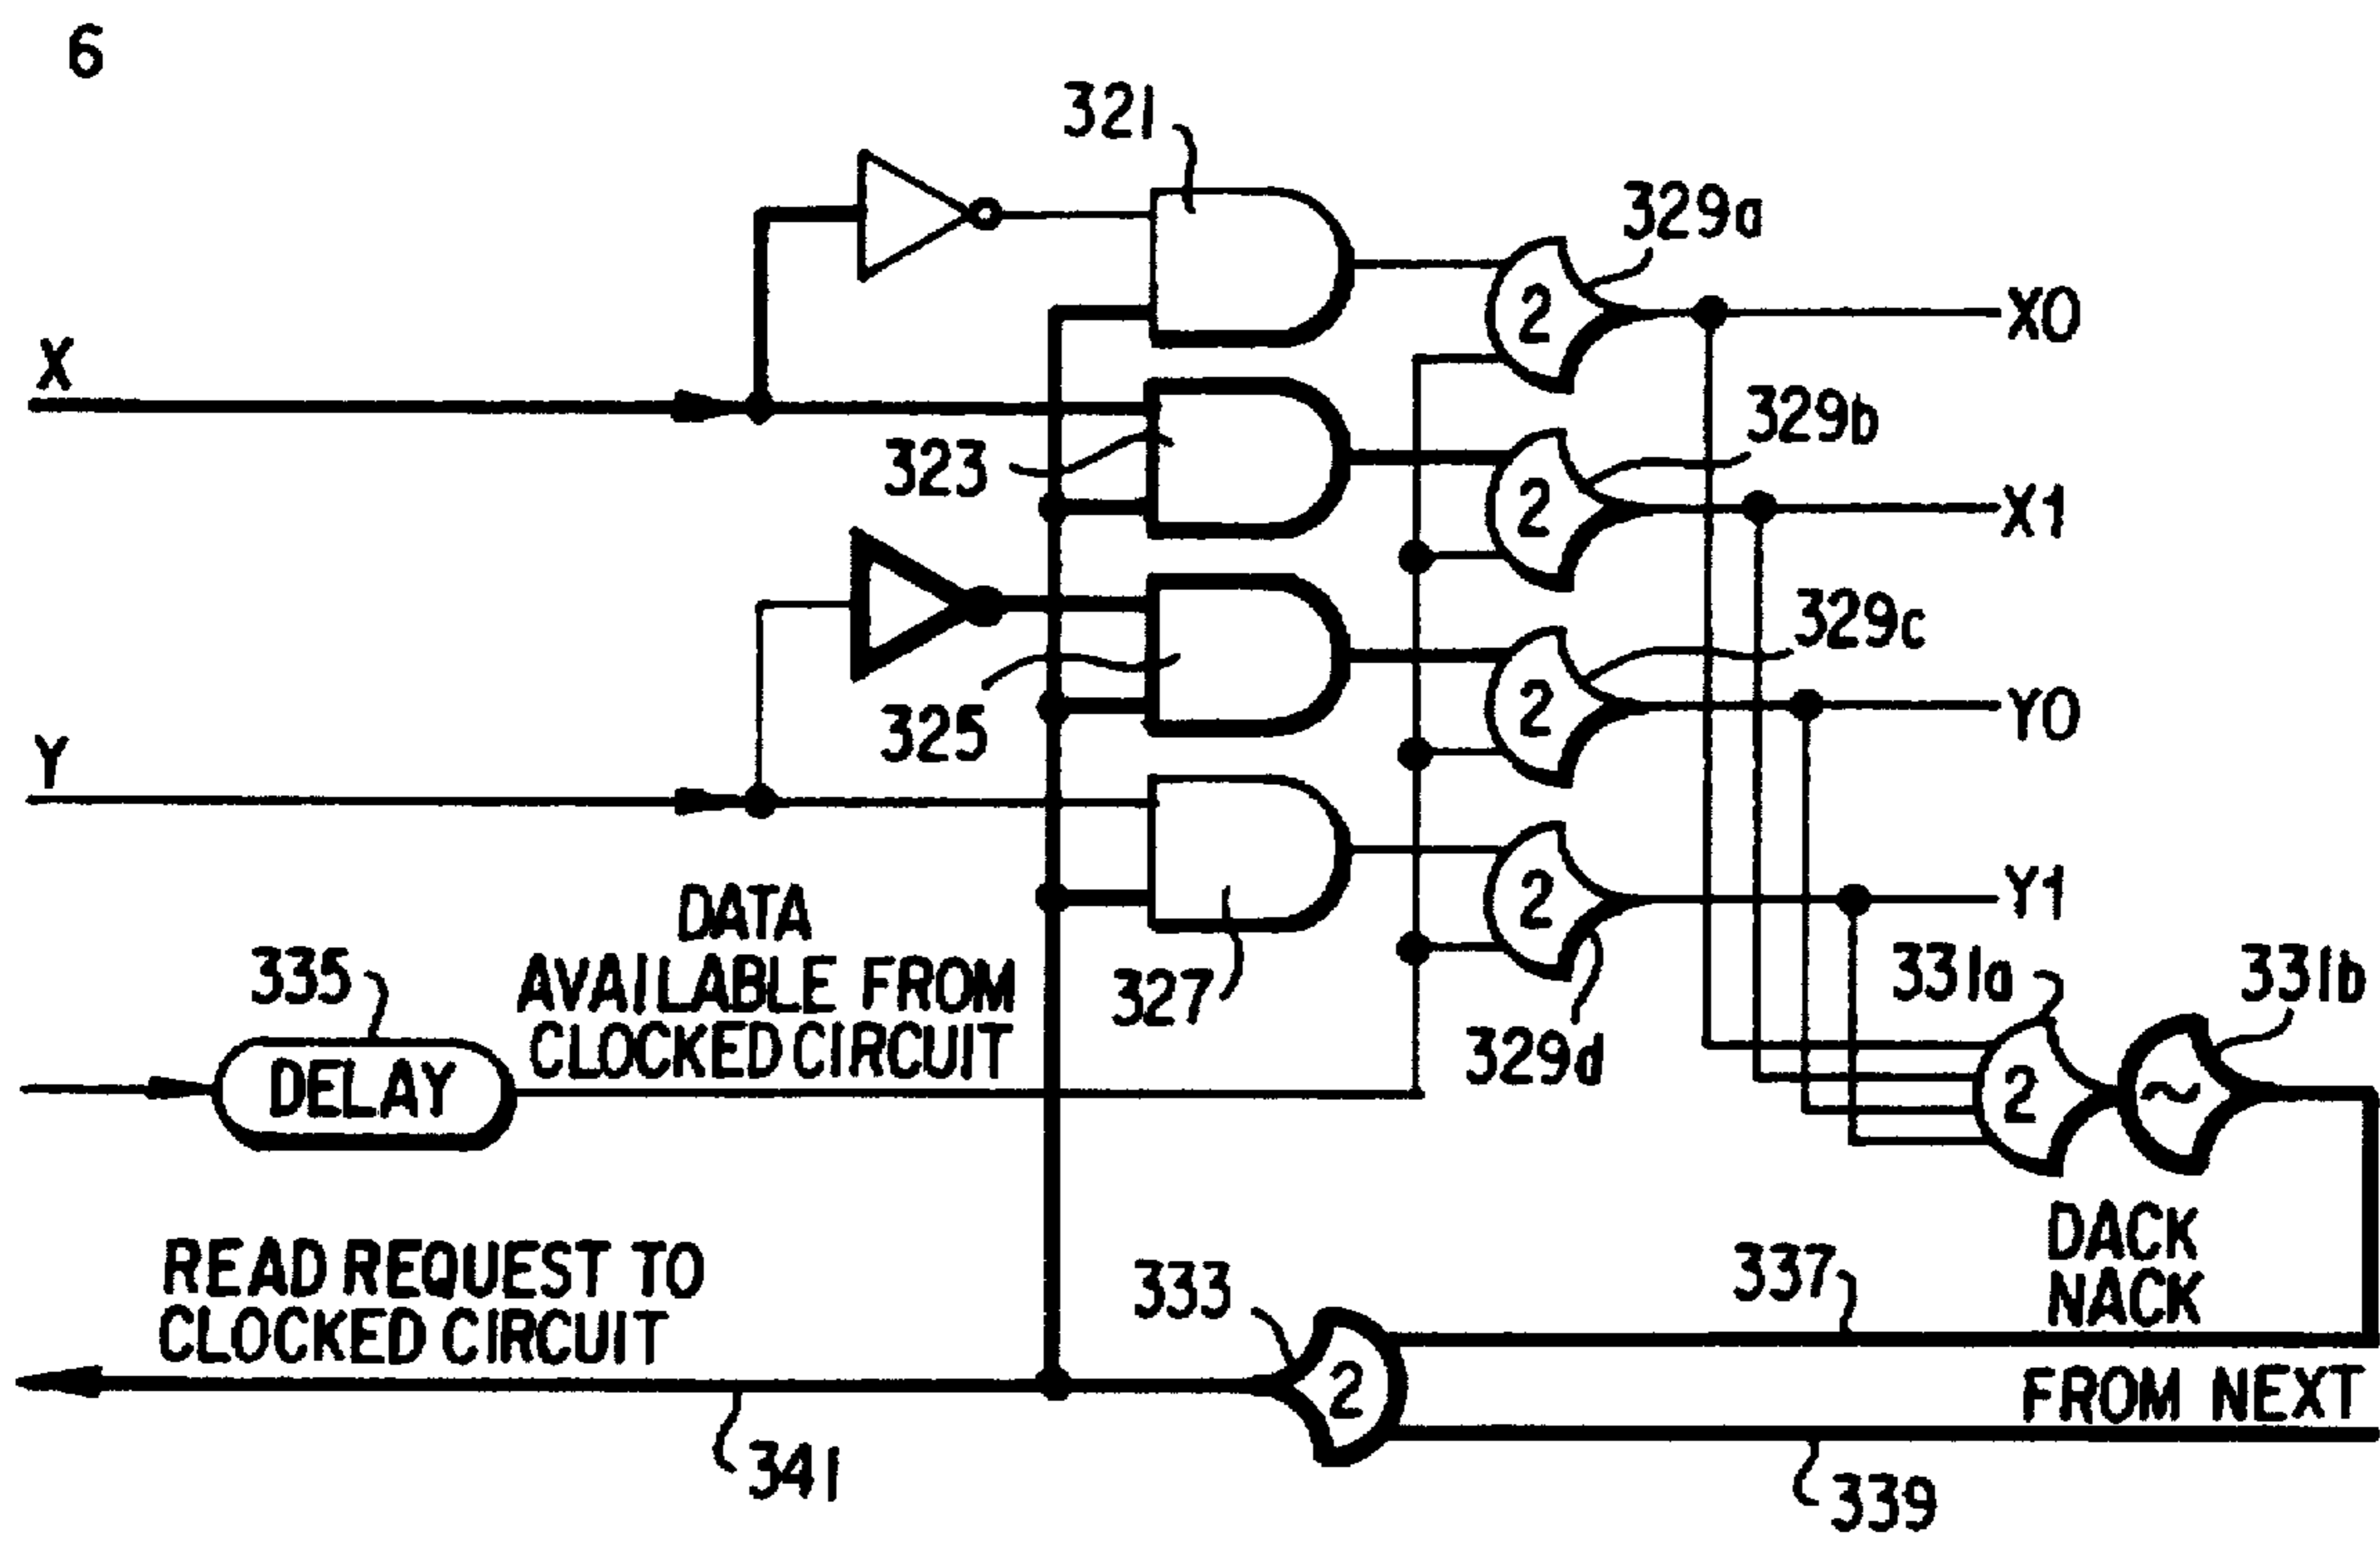 6
321
329a
2
X0
X
329b
323
2
X1
329c
325
2
Y0
Y
2
Y1
DATA
AVAILABLE FROM
CLOCKED CIRCUIT
335
DELAY
327
329d
331a
331b
2
~
DACK
NACK
READ REQUEST TO
CLOCKED CIRCUIT
333
337
2
FROM NEXT
341
339